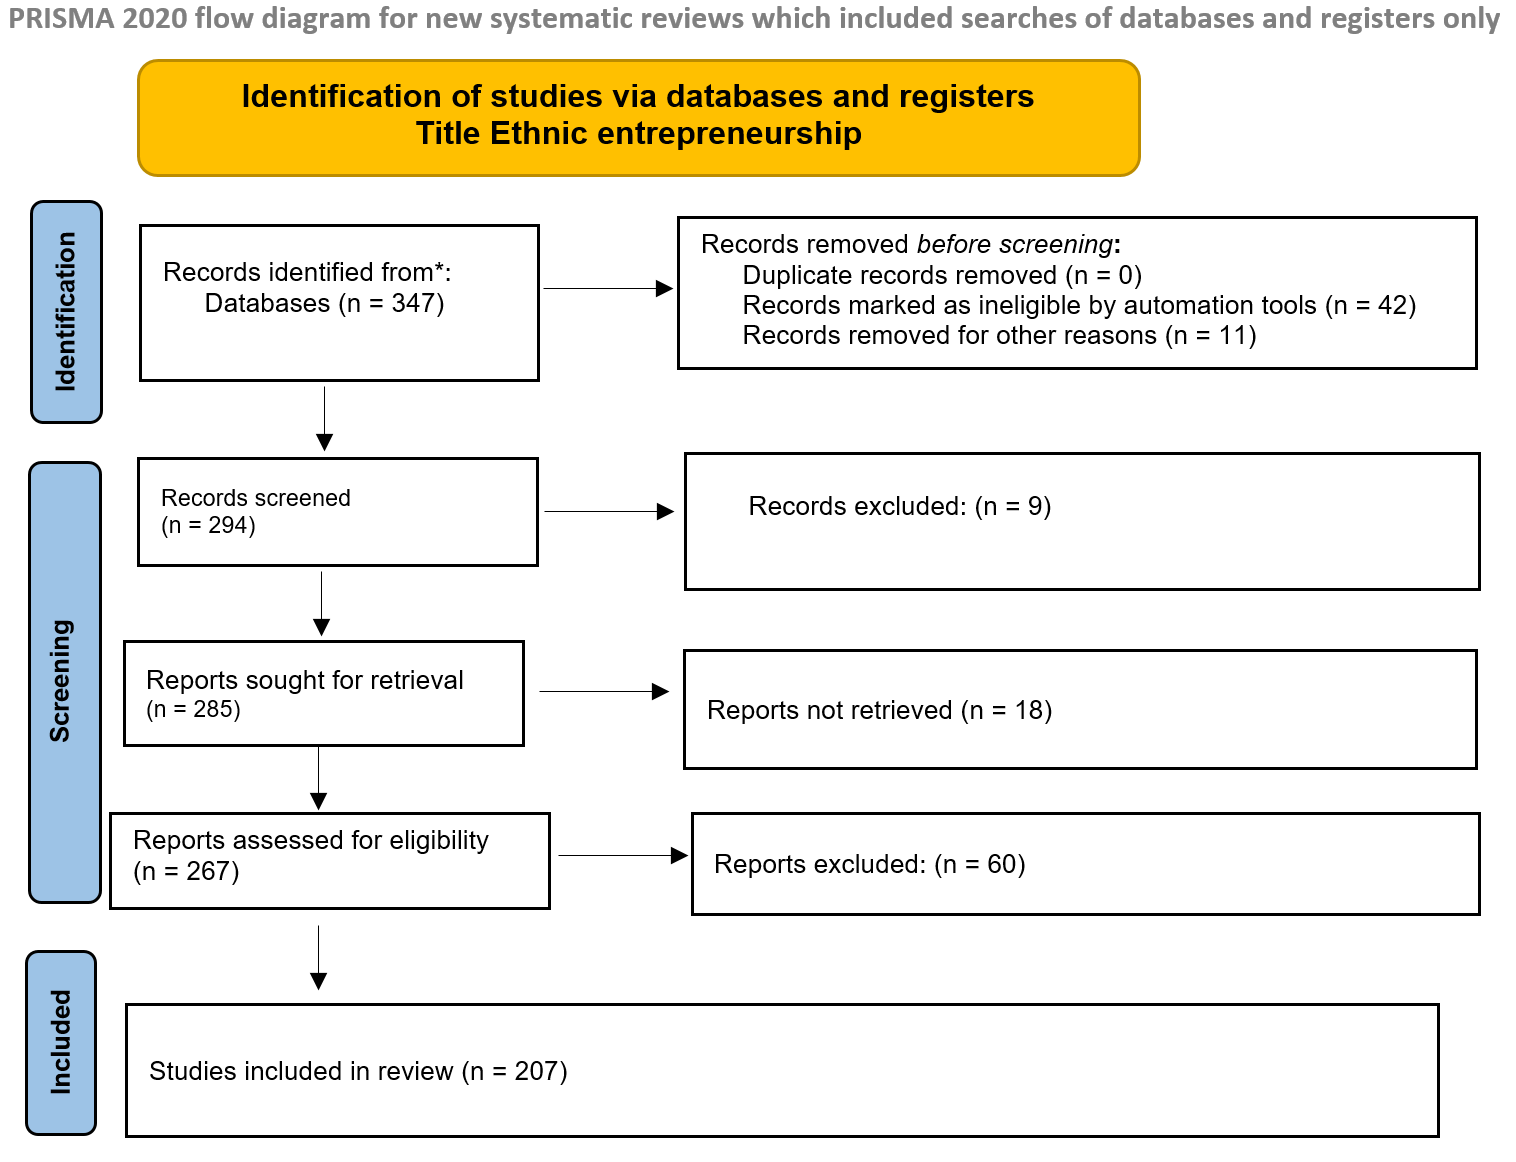 PRISMA 2020 flow diagram for new systematic reviews which included searches of databases and registers only
Identification of studies via databases and registers
Title Ethnic entrepreneurship
Identification
Records identified from*:
Databases (n = 347)
Records removed before screening:
Duplicate records removed (n = 0)
Records marked as ineligible by automation tools (n = 42)
Records removed for other reasons (n = 11)
Screening
Records screened
(n = 294)
Records excluded: (n = 9)
Reports sought for retrieval
(n = 285)
Reports not retrieved (n = 18)
Reports assessed for eligibility
(n = 267)
Reports excluded: (n = 60)
Included
Studies included in review (n = 207)